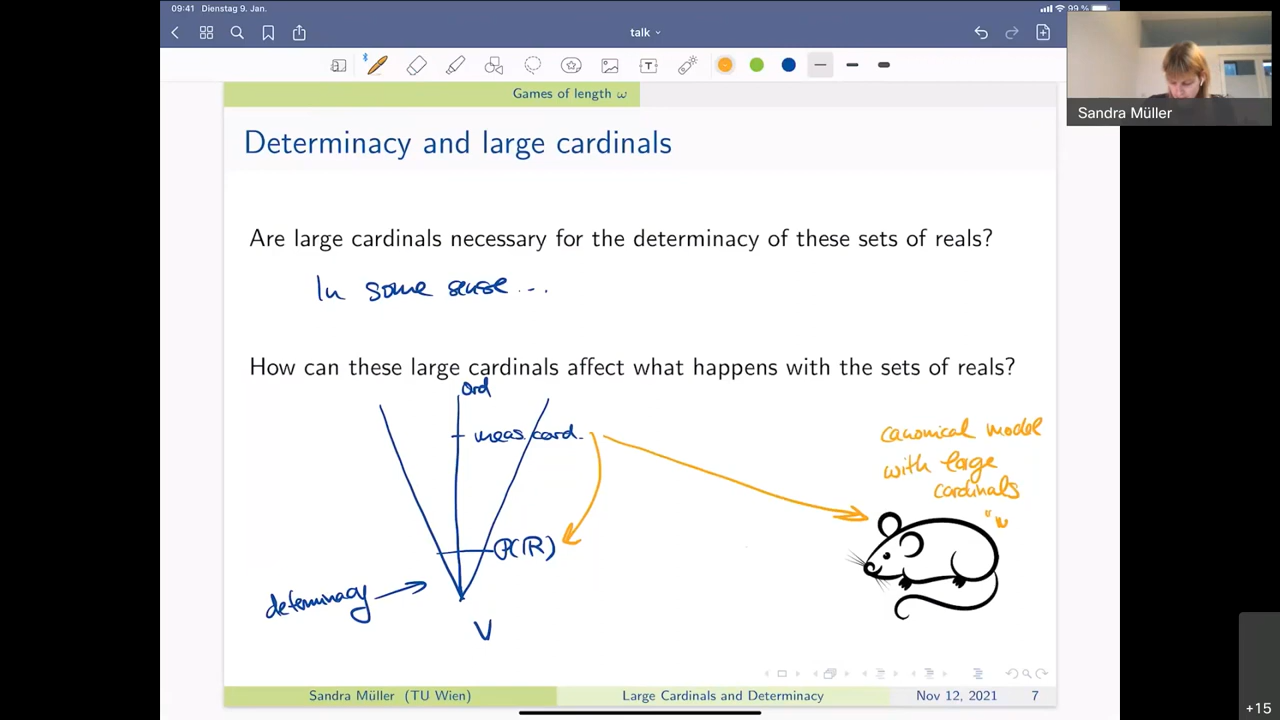 09:41 Dienstag 9. Jan.
99 %
talk
Games of length ω
Sandra Müller
Determinacy and large cardinals
Are large cardinals necessary for the determinacy of these sets of reals?
In some sense...
How can these large cardinals affect what happens with the sets of reals?
Ord
meas. card.
canonical model
with large
cardinals
P(ℝ)
determinacy
V
Sandra Müller (TU Wien)
Large Cardinals and Determinacy
Nov 12, 2021 7
+15